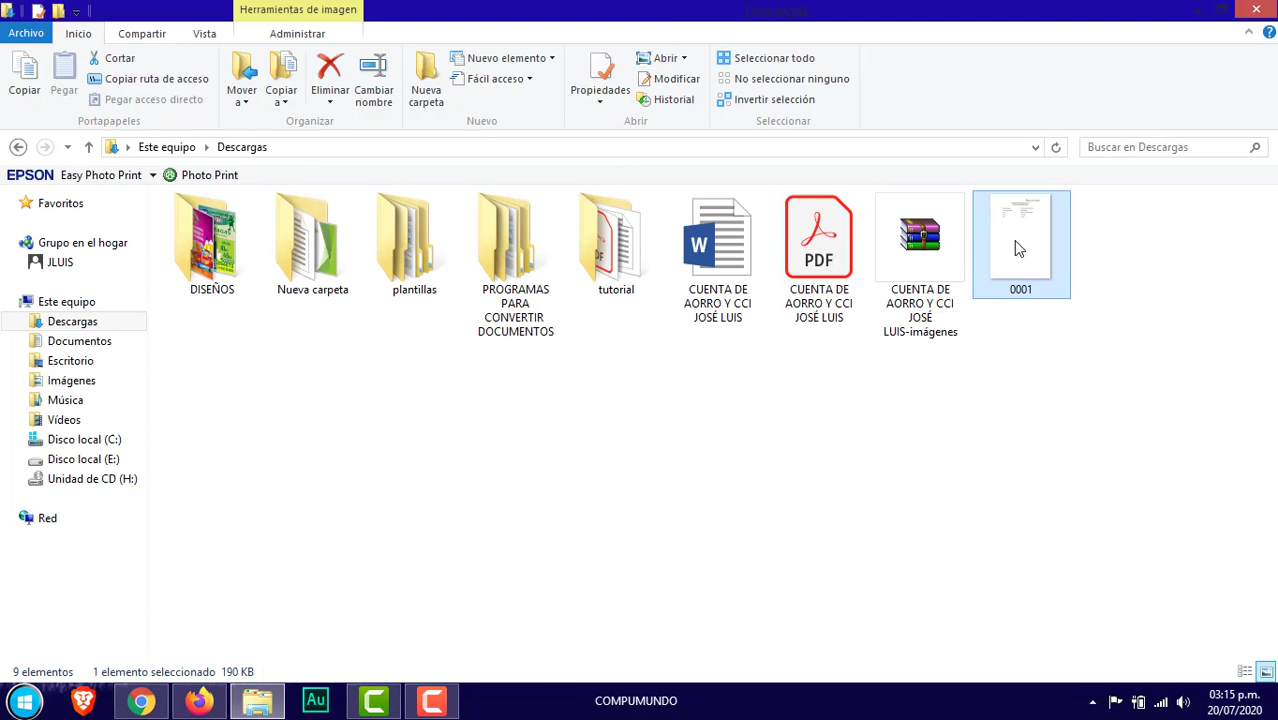 Herramientas de imagen
Descargas
Archivo Inicio Compartir Vista Administrar
Copiar
Pegar
Cortar
Copiar ruta de acceso
Pegar acceso directo
Portapapeles
Mover a
Copiar a
Eliminar
Cambiar nombre
Organizar
Nueva carpeta
Nuevo elemento
Fácil acceso
Nuevo
Propiedades
Abrir
Modificar
Historial
Abrir
Seleccionar todo
No seleccionar ninguno
Invertir selección
Seleccionar
Este equipo Descargas
Buscar en Descargas
EPSON Easy Photo Print Photo Print
Favoritos
Grupo en el hogar
JLUIS
Este equipo
Descargas
Documentos
Escritorio
Imágenes
Música
Vídeos
Disco local (C:)
Disco local (E:)
Unidad de CD (H:)
Red
DISEÑOS
Nueva carpeta
plantillas
PROGRAMAS
PARA
CONVERTIR
DOCUMENTOS
tutorial
W
CUENTA DE
AORRO Y CCI
JOSÉ LUIS
PDF
CUENTA DE
AORRO Y CCI
JOSÉ LUIS
CUENTA DE
AORRO Y CCI
JOSÉ
LUIS-imágenes
0001
9 elementos 1 elemento seleccionado 190 KB
Au
COMPUMUNDO
03:15 p.m.
20/07/2020